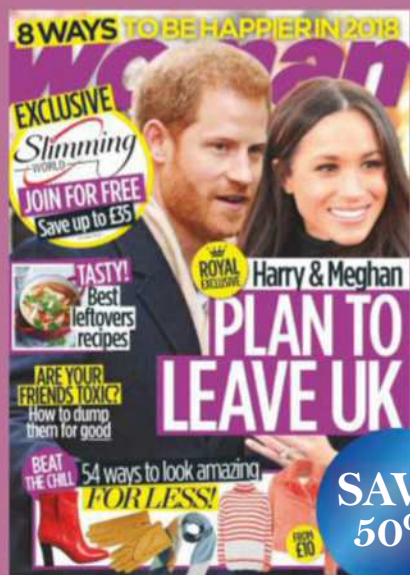 8 WAYS TO BE HAPPIER IN 2018
woman
EXCLUSIVE
Slimming
WORLD
JOIN FOR FREE
Save up to £35
TASTY!
Best
leftovers
recipes
ROYAL
EXCLUSIVE
Harry & Meghan
PLAN TO
LEAVE UK
ARE YOUR
FRIENDS TOXIC?
How to dump
them for good
BEAT
THE CHILL
54 ways to look amazing
FOR LESS!
FROM
£10
SAV
50%